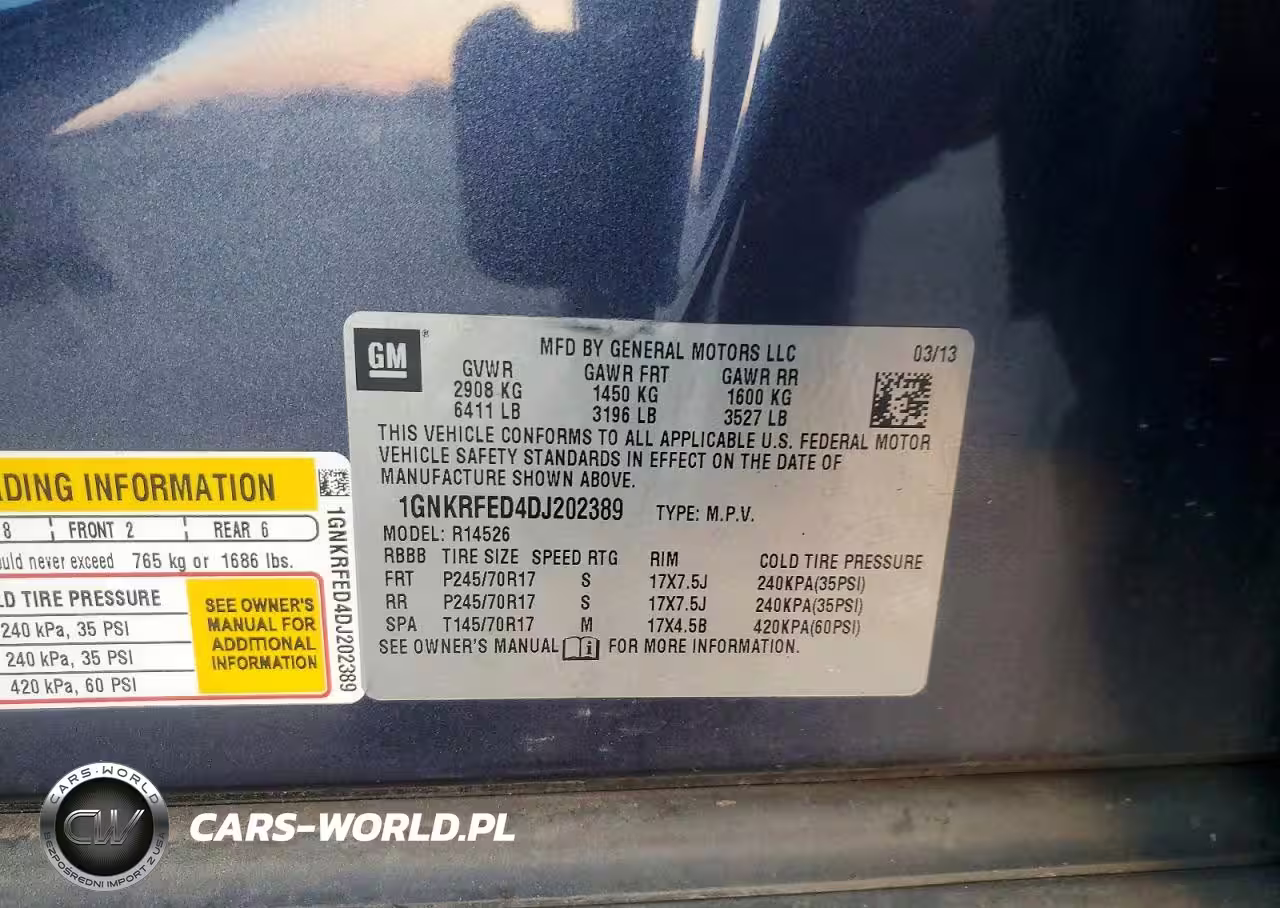 GM ®
MFD BY GENERAL MOTORS LLC 03/13
GVWR GAWR FRT GAWR RR
2908 KG 1450 KG 1600 KG
6411 LB 3196 LB 3527 LB
THIS VEHICLE CONFORMS TO ALL APPLICABLE U.S. FEDERAL MOTOR
VEHICLE SAFETY STANDARDS IN EFFECT ON THE DATE OF
MANUFACTURE SHOWN ABOVE.
1GNKRFED4DJ202389 TYPE: M.P.V.
MODEL: R14526
RBBB TIRE SIZE SPEED RTG RIM COLD TIRE PRESSURE
FRT P245/70R17 S 17X7.5J 240KPA(35PSI)
RR P245/70R17 S 17X7.5J 240KPA(35PSI)
SPA T145/70R17 M 17X4.5B 420KPA(60PSI)
SEE OWNER'S MANUAL FOR MORE INFORMATION.
DING INFORMATION
8 FRONT 2 REAR 6
uld never exceed 765 kg or 1686 lbs.
LD TIRE PRESSURE
240 kPa, 35 PSI
240 kPa, 35 PSI
420 kPa, 60 PSI
SEE OWNER'S
MANUAL FOR
ADDITIONAL
INFORMATION
1GNKRFED4DJ202389
CARS-WORLD
CW
BEZPOŚREDNI IMPORT Z USA
CARS-WORLD.PL